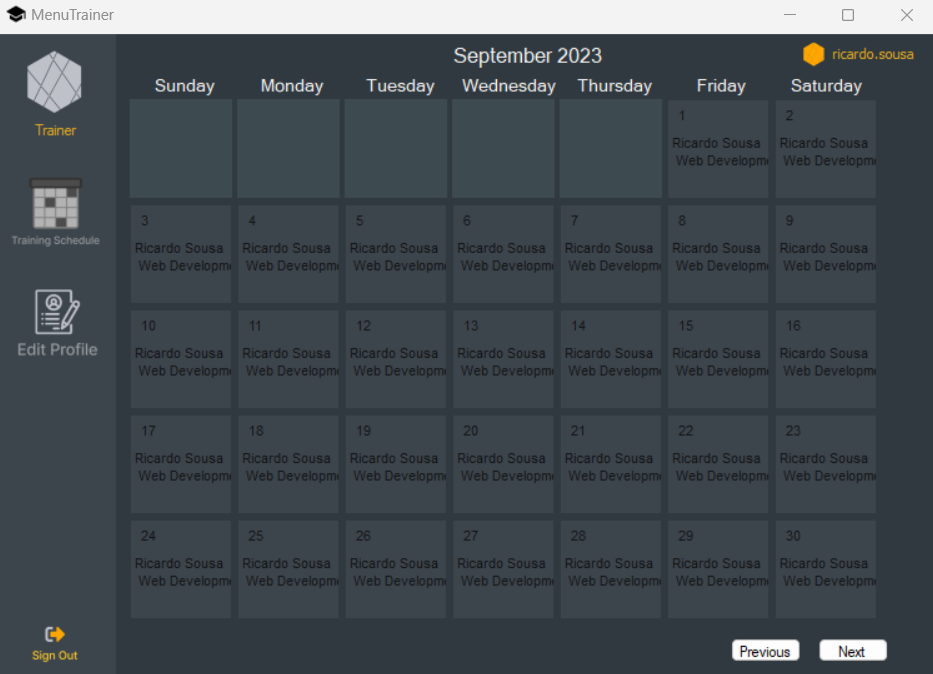 MenuTrainer
September 2023
ricardo.sousa
Sunday Monday Tuesday Wednesday Thursday Friday Saturday
Trainer
Training Schedule
Edit Profile
Sign Out
1 2
Ricardo Sousa Ricardo Sousa
Web Developm Web Developm
3 4 5 6 7 8 9
Ricardo Sousa Ricardo Sousa Ricardo Sousa Ricardo Sousa Ricardo Sousa Ricardo Sousa Ricardo Sousa
Web Developm Web Developm Web Developm Web Developm Web Developm Web Developm Web Developm
10 11 12 13 14 15 16
Ricardo Sousa Ricardo Sousa Ricardo Sousa Ricardo Sousa Ricardo Sousa Ricardo Sousa Ricardo Sousa
Web Developm Web Developm Web Developm Web Developm Web Developm Web Developm Web Developm
17 18 19 20 21 22 23
Ricardo Sousa Ricardo Sousa Ricardo Sousa Ricardo Sousa Ricardo Sousa Ricardo Sousa Ricardo Sousa
Web Developm Web Developm Web Developm Web Developm Web Developm Web Developm Web Developm
24 25 26 27 28 29 30
Ricardo Sousa Ricardo Sousa Ricardo Sousa Ricardo Sousa Ricardo Sousa Ricardo Sousa Ricardo Sousa
Web Developm Web Developm Web Developm Web Developm Web Developm Web Developm Web Developm
Previous Next